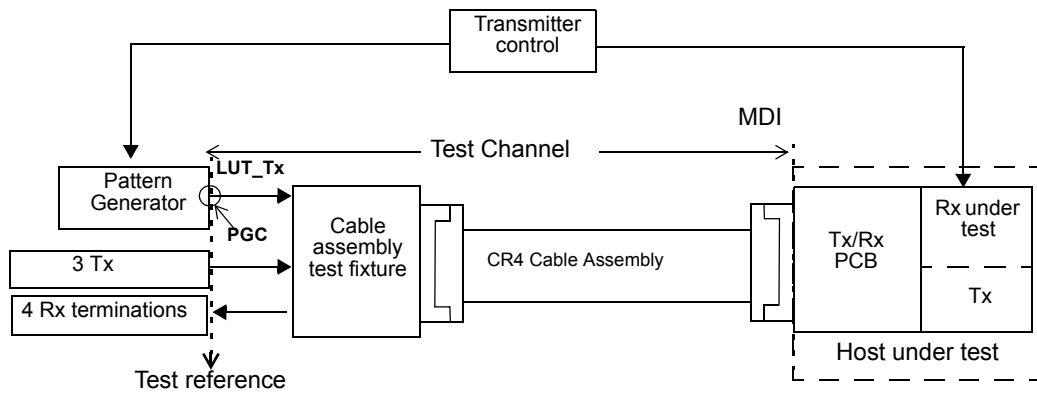 Transmitter
control
MDI
Test Channel
LUT_Tx
Pattern
Generator
PGC
3 Tx
4 Rx terminations
Cable
assembly
test fixture
CR4 Cable Assembly
Tx/Rx
PCB
Rx under
test
Tx
Host under test
Test reference